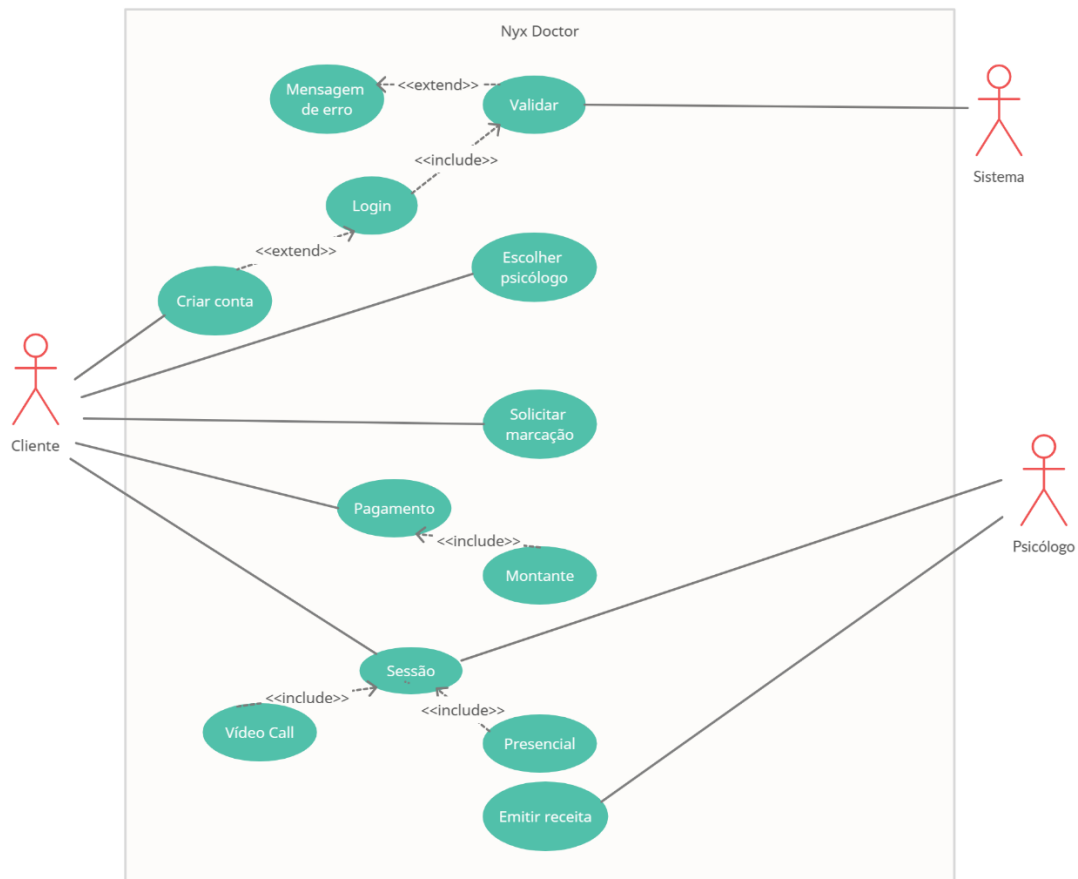 Nyx Doctor
Mensagem
de erro
<<extend>>
Validar
<<include>>
Sistema
Login
<<extend>>
Escolher
psicólogo
Criar conta
Solicitar
marcação
Cliente
Pagamento
<<include>>
Psicólogo
Montante
Sessão
<<include>>
<<include>>
Vídeo Call
Presencial
Emitir receita